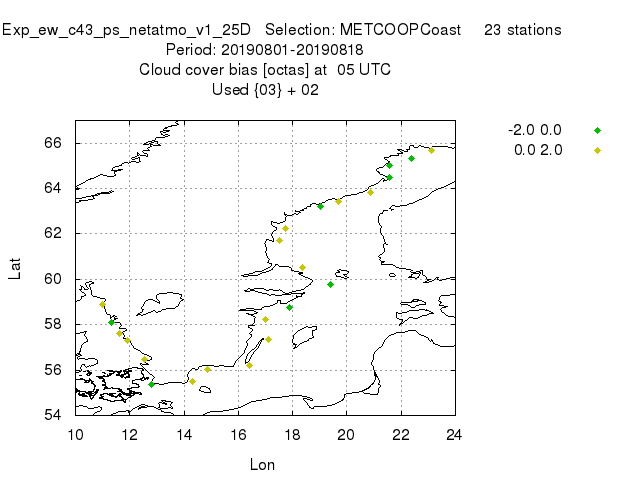 Exp_ew_c43_ps_netatmo_v1_25D Selection: METCOOPCoast 23 stations
Period: 20190801-20190818
Cloud cover bias [octas] at 05 UTC
Used {03} + 02
-2.0 0.0
0.0 2.0
66
64
62
60
58
56
54
Lat
10 12 14 16 18 20 22 24
Lon